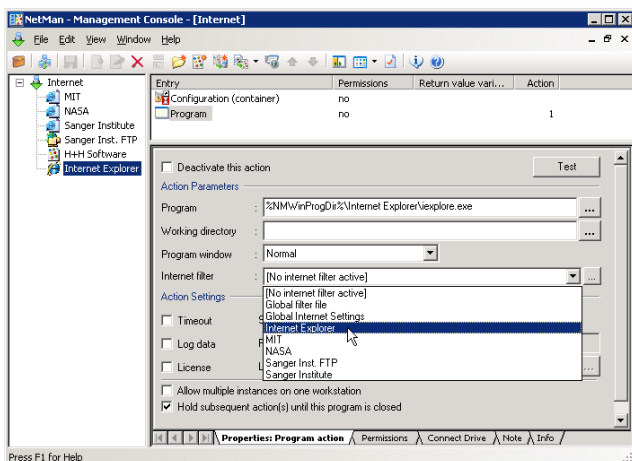 NetMan - Management Console - [Internet]
File Edit View Window Help
Internet
MIT
NASA
Sanger Institute
Sanger Inst. FTP
H+H Software
Internet Explorer
Entry Permissions Return value vari... Action
Configuration (container) no
Program no 1
Deactivate this action Test
Action Parameters
Program : %NMWinProgDir%\Internet Explorer\iexplore.exe ...
Working directory : ...
Program window : Normal
Internet filter : [No internet filter active] ...
Action Settings
[No internet filter active]
Global filter file
Global Internet Settings
Timeout
Internet Explorer
Log data
MIT
NASA
License
Sanger Inst. FTP
...
Sanger Institute
Allow multiple instances on one workstation
Hold subsequent action(s) until this program is closed
Properties: Program action Permissions Connect Drive Note Info
Press F1 for Help